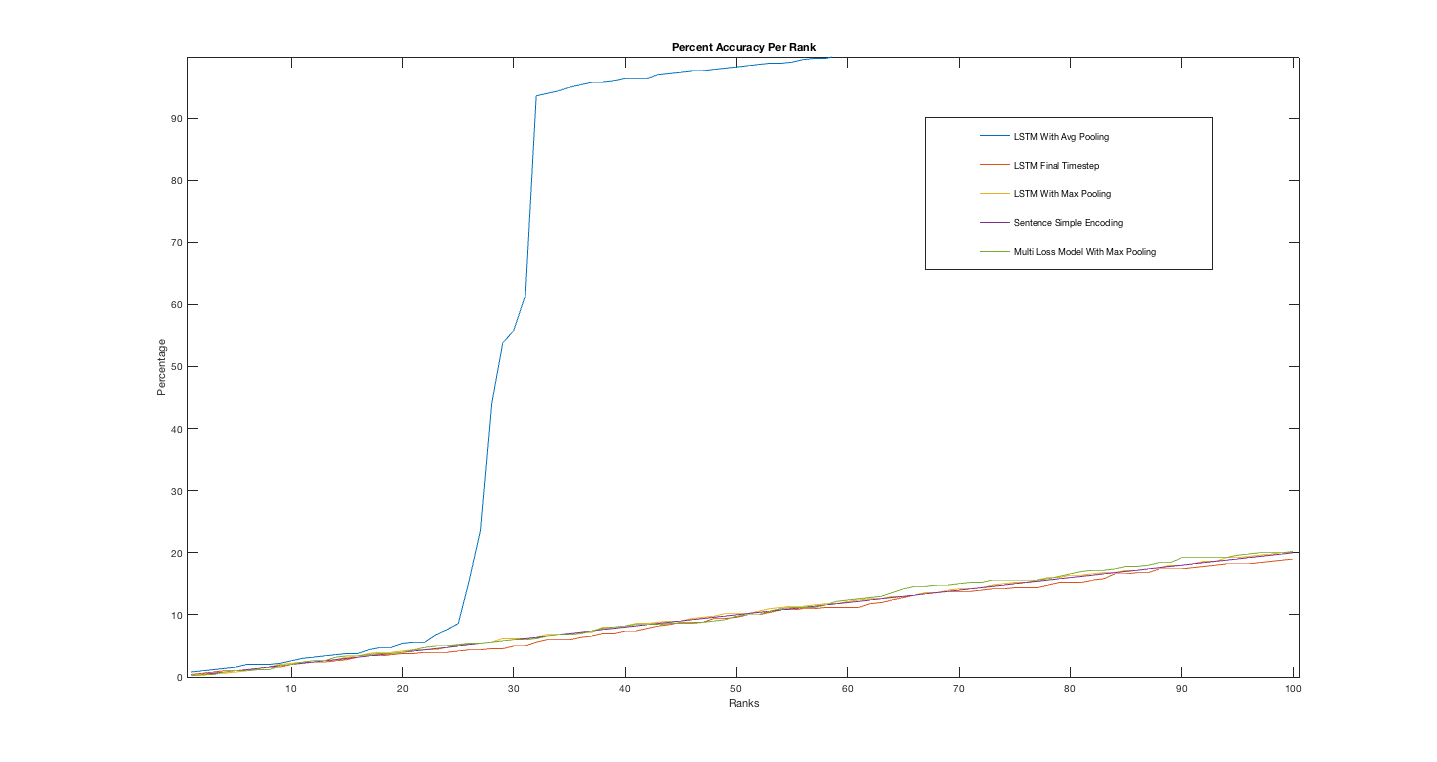 Percent Accuracy Per Rank
90
80
70
60
50
40
30
20
10
0
Percentage
LSTM With Avg Pooling
LSTM Final Timestep
LSTM With Max Pooling
Sentence Simple Encoding
Multi Loss Model With Max Pooling
10 20 30 40 50 60 70 80 90 100
Ranks